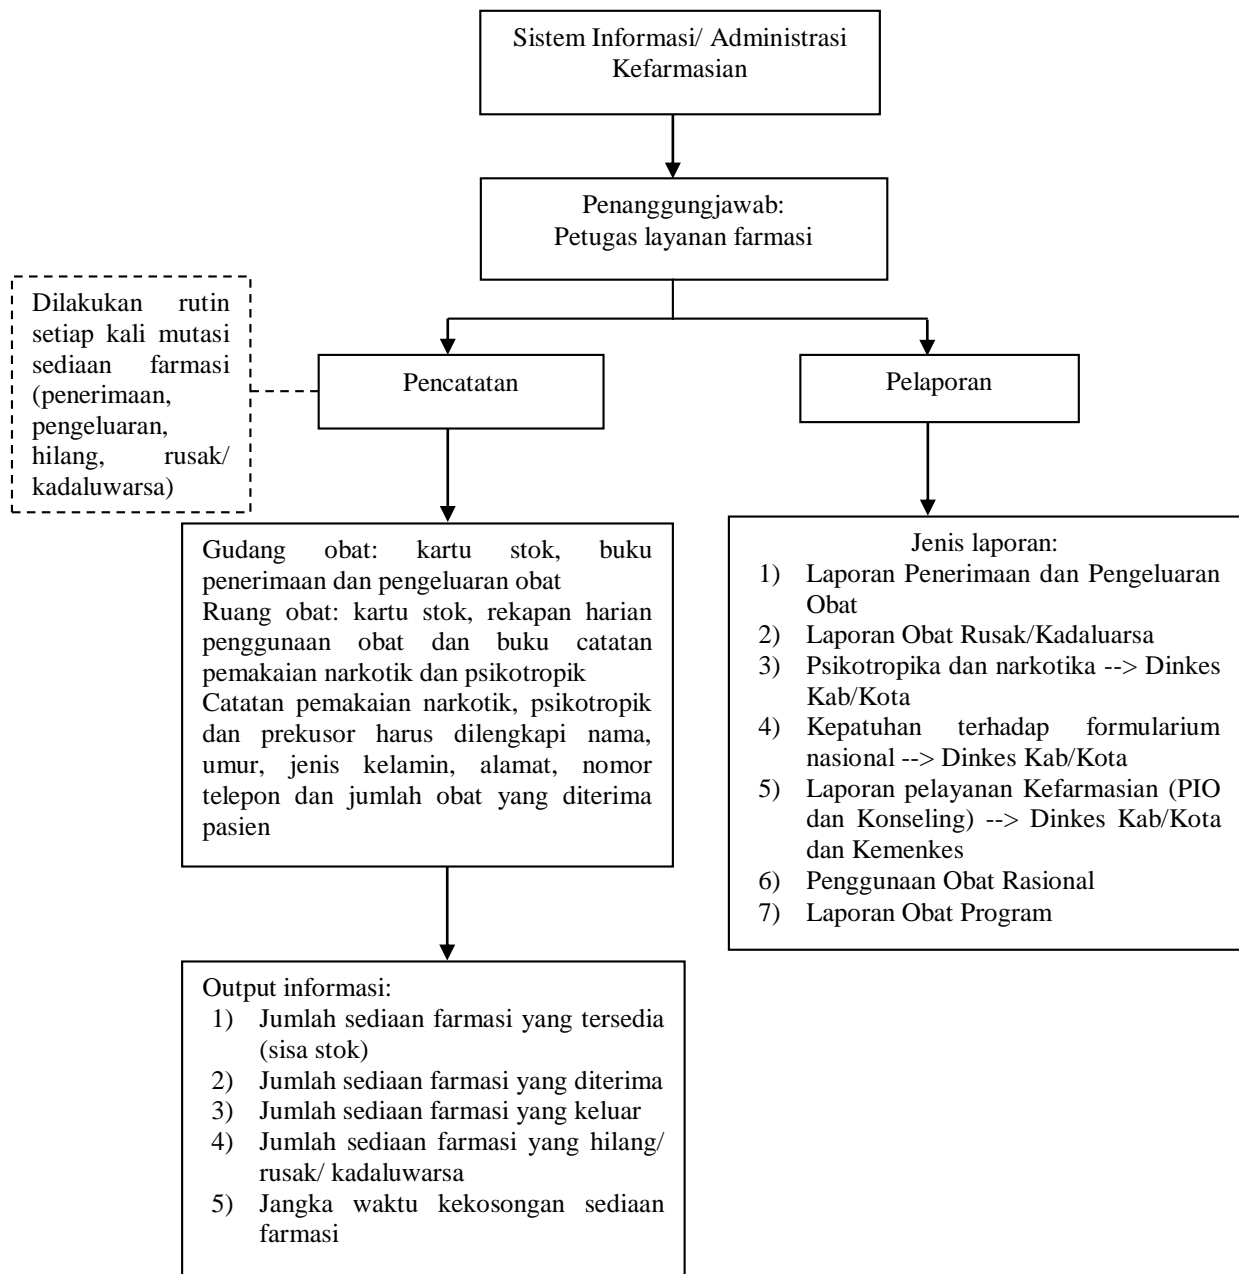 Sistem Informasi/ Administrasi
Kefarmasian
Penanggungjawab:
Petugas layanan farmasi
Dilakukan rutin
setiap kali mutasi
sediaan farmasi
(penerimaan,
pengeluaran,
hilang, rusak/
kadaluwarsa)
Pencatatan
Pelaporan
Gudang obat: kartu stok, buku
penerimaan dan pengeluaran obat
Ruang obat: kartu stok, rekapan harian
penggunaan obat dan buku catatan
pemakaian narkotik dan psikotropik
Catatan pemakaian narkotik, psikotropik
dan prekusor harus dilengkapi nama,
umur, jenis kelamin, alamat, nomor
telepon dan jumlah obat yang diterima
pasien
Jenis laporan:
1) Laporan Penerimaan dan Pengeluaran
Obat
2) Laporan Obat Rusak/Kadaluarsa
3) Psikotropika dan narkotika --> Dinkes
Kab/Kota
4) Kepatuhan terhadap formularium
nasional --> Dinkes Kab/Kota
5) Laporan pelayanan Kefarmasian (PIO
dan Konseling) --> Dinkes Kab/Kota
dan Kemenkes
6) Penggunaan Obat Rasional
7) Laporan Obat Program
Output informasi:
1) Jumlah sediaan farmasi yang tersedia
(sisa stok)
2) Jumlah sediaan farmasi yang diterima
3) Jumlah sediaan farmasi yang keluar
4) Jumlah sediaan farmasi yang hilang/
rusak/ kadaluwarsa
5) Jangka waktu kekosongan sediaan
farmasi